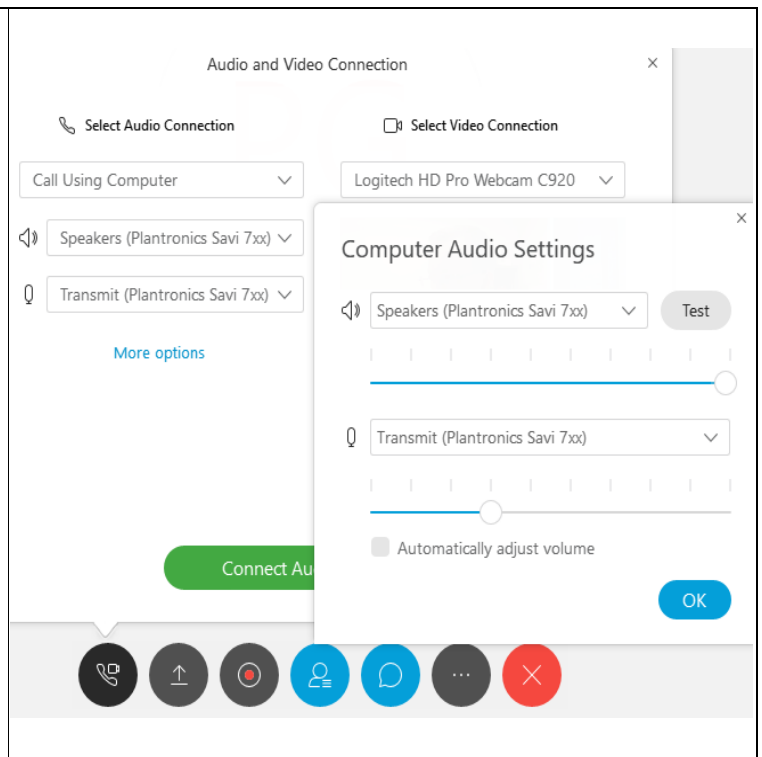 Audio and Video Connection
Select Audio Connection
Select Video Connection
Call Using Computer
Logitech HD Pro Webcam C920
Speakers (Plantronics Savi 7xx)
Transmit (Plantronics Savi 7xx)
More options
Connect Au
Computer Audio Settings
Speakers (Plantronics Savi 7xx)
Test
Transmit (Plantronics Savi 7xx)
Automatically adjust volume
OK